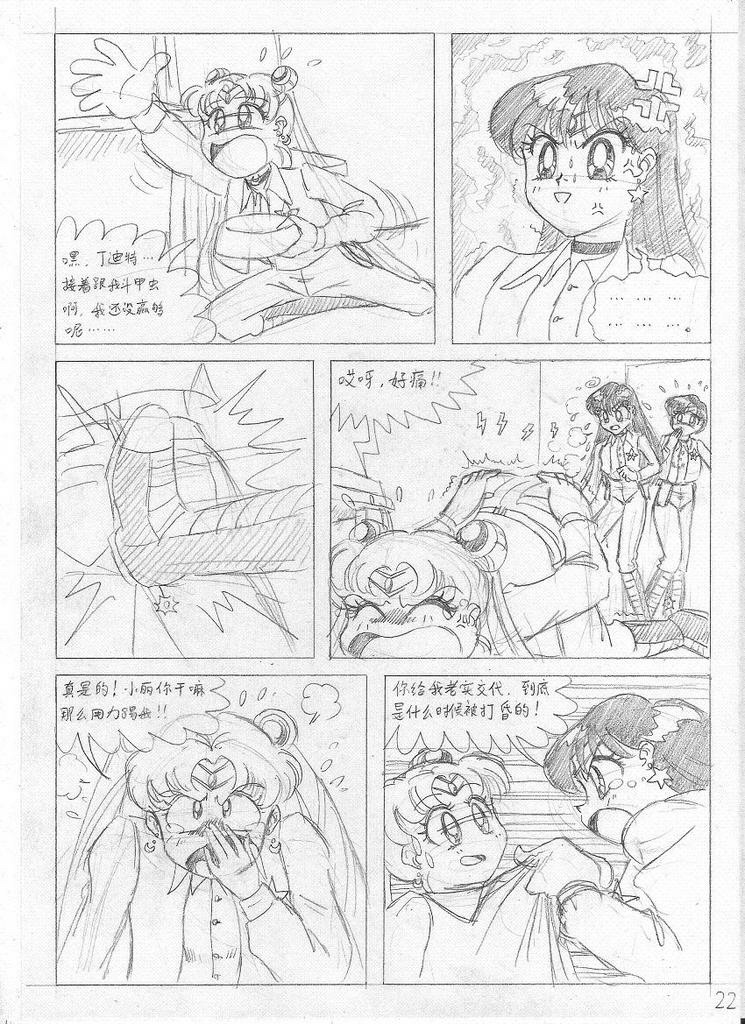 嘿，丁迪特…
接着跟我斗甲虫
啊，我还没赢够
呢……
… …
… … 。
哎呀，好痛!!
真是的！小丽你干嘛
那么用力踢我!!
你给我老实交代，到底
是什么时候被打昏的！
22